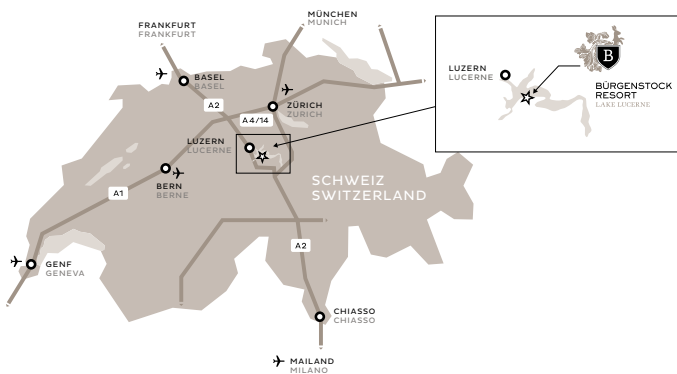 FRANKFURT
FRANKFURT
MÜNCHEN
MUNICH
BASEL
BASEL
A2
ZÜRICH
ZURICH
A4/14
LUZERN
LUCERNE
BERN
BERNE
A1
SCHWEIZ
SWITZERLAND
A2
GENF
GENEVA
CHIASSO
CHIASSO
MAILAND
MILANO
LUZERN
LUCERNE
B
BÜRGENSTOCK
RESORT
LAKE LUCERNE